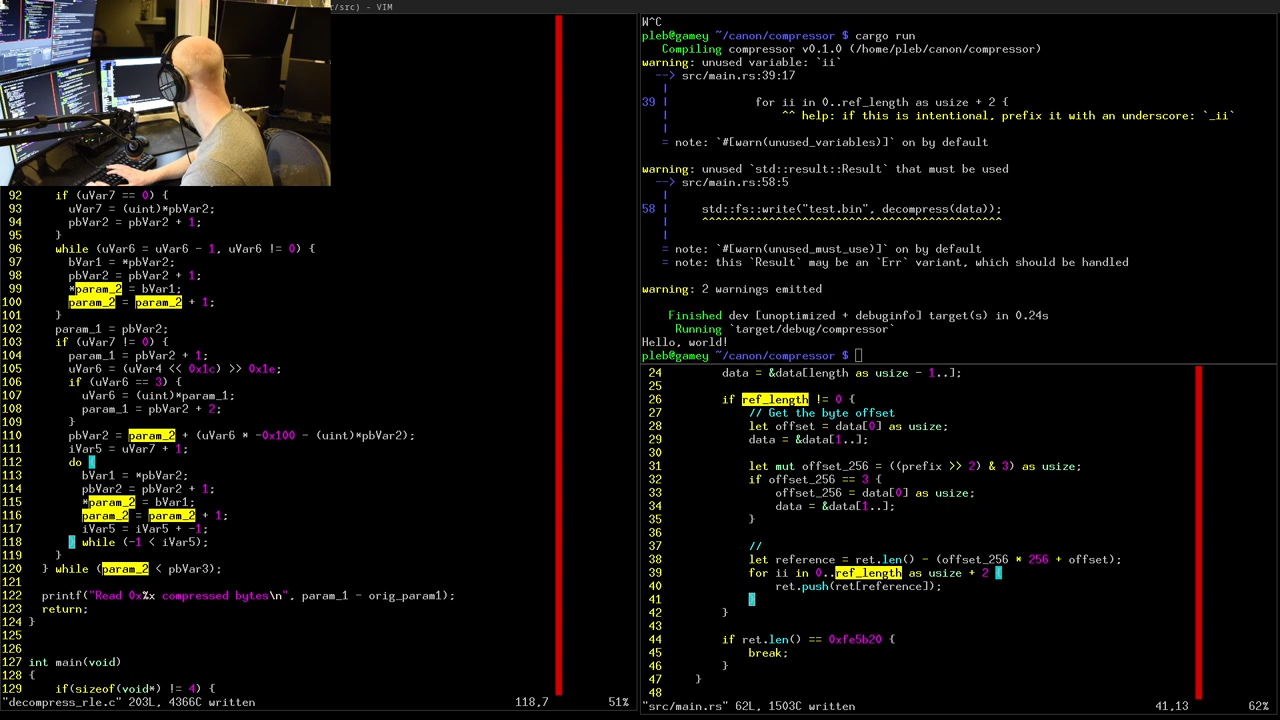 r/src) - VIM
92     if (uVar7 == 0) {
93       uVar7 = (uint)*pbVar2;
94       pbVar2 = pbVar2 + 1;
95     }
96     while (uVar6 = uVar6 - 1, uVar6 != 0) {
97       bVar1 = *pbVar2;
98       pbVar2 = pbVar2 + 1;
99       *param_2 = bVar1;
100       param_2 = param_2 + 1;
101     }
102     param_1 = pbVar2;
103     if (uVar7 != 0) {
104       param_1 = pbVar2 + 1;
105       uVar6 = (uVar4 << 0x1c) >> 0x1e;
106       if (uVar6 == 3) {
107         uVar6 = (uint)*param_1;
108         param_1 = pbVar2 + 2;
109       }
110       pbVar2 = param_2 + (uVar6 * -0x100 - (uint)*pbVar2);
111       iVar5 = uVar7 + 1;
112       do {
113         bVar1 = *pbVar2;
114         pbVar2 = pbVar2 + 1;
115         *param_2 = bVar1;
116         param_2 = param_2 + 1;
117         iVar5 = iVar5 + -1;
118       } while (-1 < iVar5);
119     }
120   } while (param_2 < pbVar3);
121
122   printf("Read 0x%x compressed bytes\n", param_1 - orig_param1);
123   return;
124 }
125
126
127 int main(void)
128 {
129     if(sizeof(void*) != 4) {
"decompress_rle.c" 203L, 4366C written 118,7 51%
W^C
pleb@gamey ~/canon/compressor $ cargo run
   Compiling compressor v0.1.0 (/home/pleb/canon/compressor)
warning: unused variable: `ii`
  --> src/main.rs:39:17
   |
39 |             for ii in 0..ref_length as usize + 2 {
   |                 ^^ help: if this is intentional, prefix it with an underscore: `_ii`
   |
   = note: `#[warn(unused_variables)]` on by default
warning: unused `std::result::Result` that must be used
  --> src/main.rs:58:5
   |
58 |     std::fs::write("test.bin", decompress(data));
   |     ^^^^^^^^^^^^^^^^^^^^^^^^^^^^^^^^^^^^^^^^^^^^^
   |
   = note: `#[warn(unused_must_use)]` on by default
   = note: this `Result` may be an `Err` variant, which should be handled
warning: 2 warnings emitted
    Finished dev [unoptimized + debuginfo] target(s) in 0.24s
     Running `target/debug/compressor`
Hello, world!
pleb@gamey ~/canon/compressor $
24         data = &data[length as usize - 1..];
25
26         if ref_length != 0 {
27             // Get the byte offset
28             let offset = data[0] as usize;
29             data = &data[1..];
30
31             let mut offset_256 = ((prefix >> 2) & 3) as usize;
32             if offset_256 == 3 {
33                 offset_256 = data[0] as usize;
34                 data = &data[1..];
35             }
36
37             //
38             let reference = ret.len() - (offset_256 * 256 + offset);
39             for ii in 0..ref_length as usize + 2 {
40                 ret.push(ret[reference]);
41             }
42         }
43
44         if ret.len() == 0xfe5b20 {
45             break;
46         }
47     }
48
"src/main.rs" 62L, 1503C written 41,13 62%